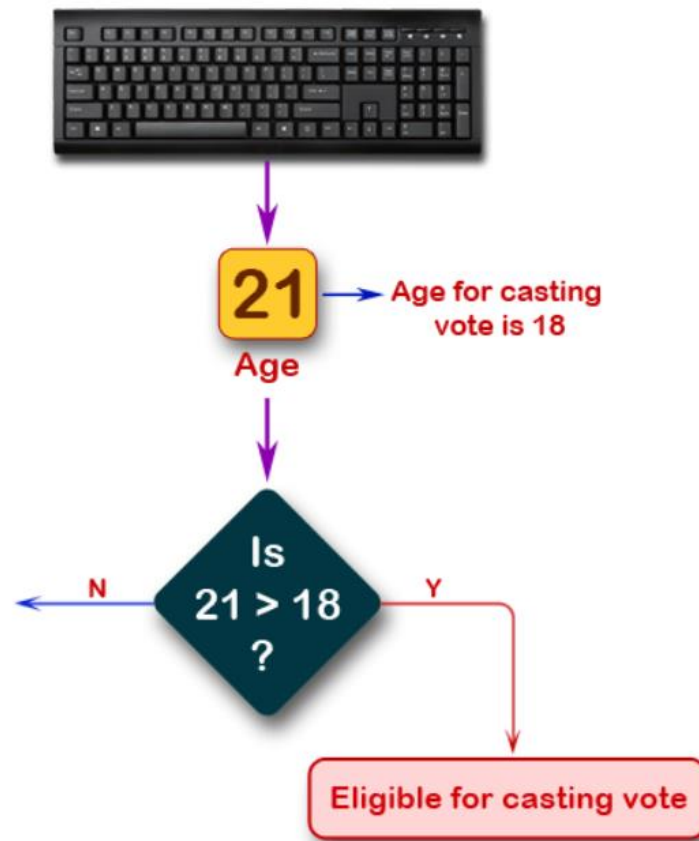 21
Age for casting
vote is 18
Age
Is
21 > 18
?
N
Y
Eligible for casting vote